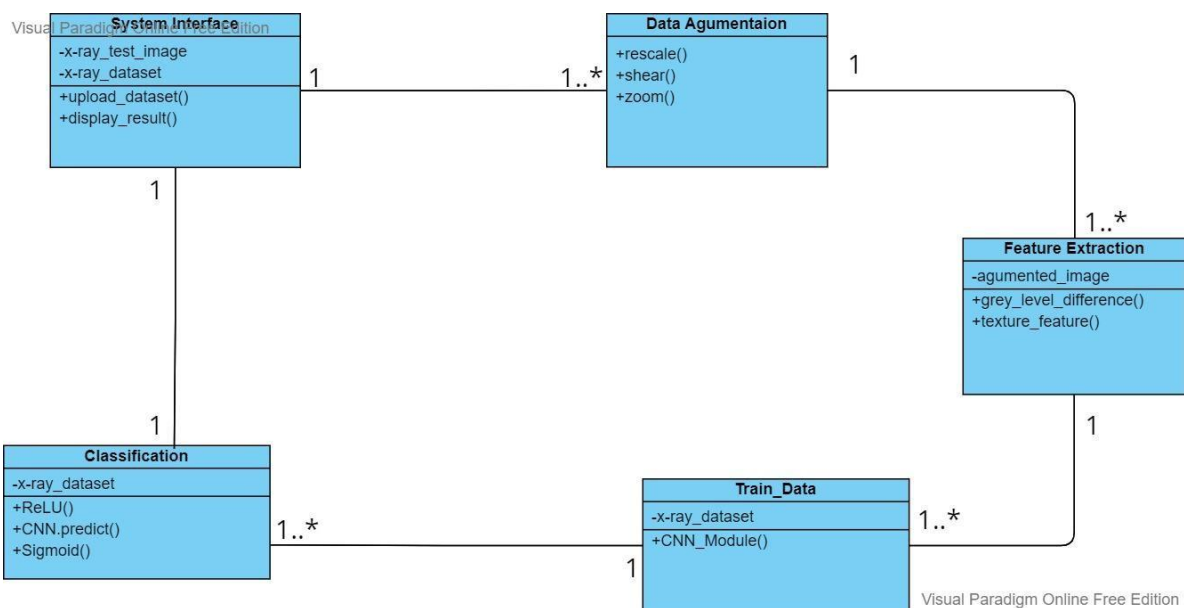 System Interface
Visual Paradigm Online Free Edition
-x-ray_test_image
-x-ray_dataset
+upload_dataset()
+display_result()
1
1..*
Data Agumentaion
+rescale()
+shear()
+zoom()
1
1..*
Feature Extraction
-agumented_image
+grey_level_difference()
+texture_feature()
1
1
1
Classification
-x-ray_dataset
+ReLU()
+CNN.predict()
+Sigmoid()
1..*
1
Train_Data
-x-ray_dataset
+CNN_Module()
1..*
Visual Paradigm Online Free Edition